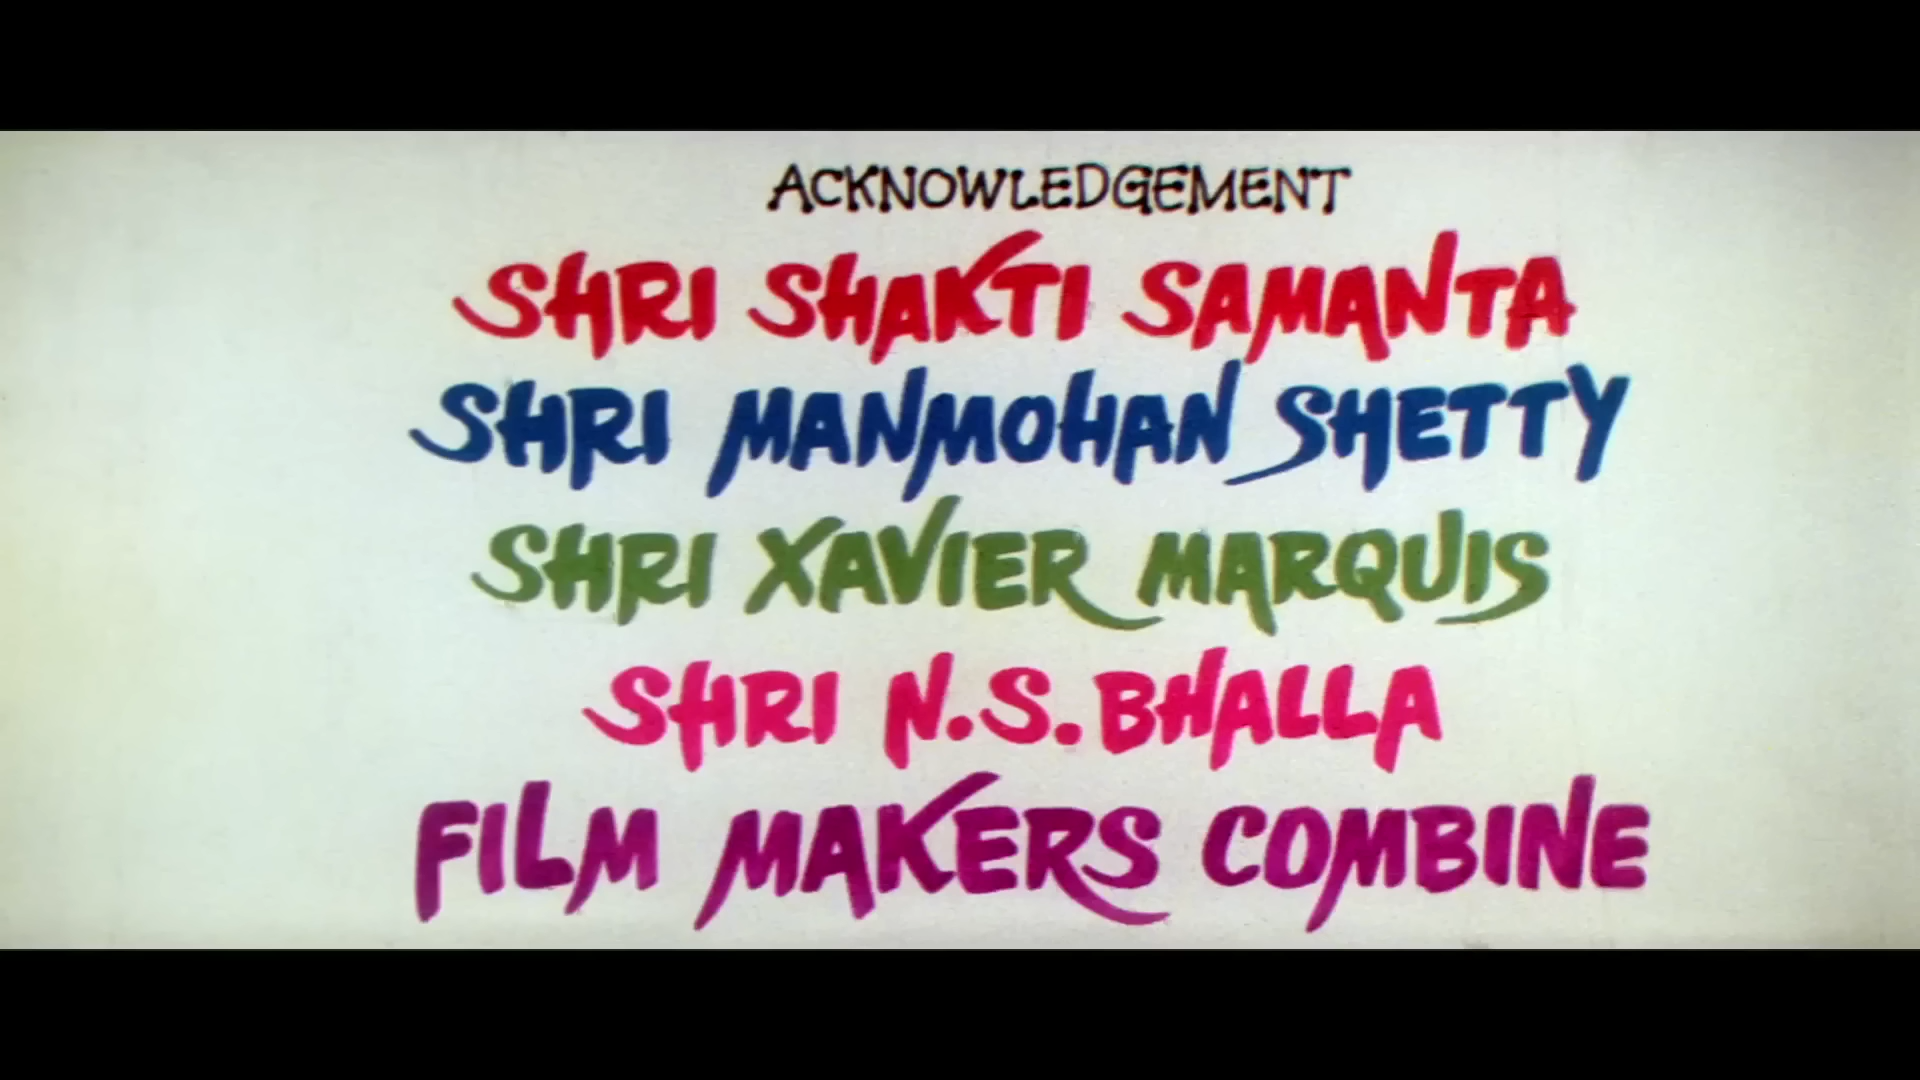 ACKNOWLEDGEMENT
SHRI SHAKTI SAMANTA
SHRI MANMOHAN SHETTY
SHRI XAVIER MARQUIS
SHRI N.S. BHALLA
FILM MAKERS COMBINE